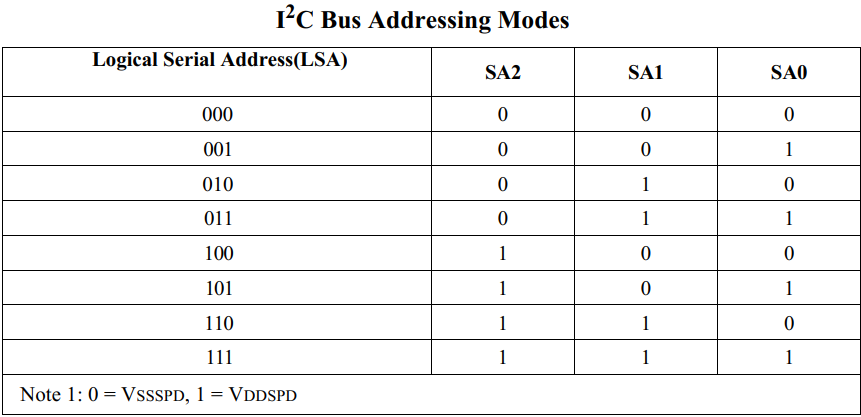 I²C Bus Addressing Modes
Logical Serial Address(LSA) SA2 SA1 SA0
000 0 0 0
001 0 0 1
010 0 1 0
011 0 1 1
100 1 0 0
101 1 0 1
110 1 1 0
111 1 1 1
Note 1: 0 = VSSSPD, 1 = VDDSPD